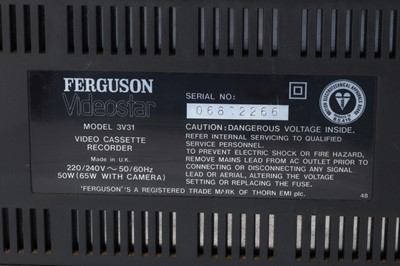 FERGUSON
Videostar
MODEL 3V31
VIDEO CASSETTE
RECORDER
Made in U.K.
220/240V ~ 50/60Hz
50W (65W WITH CAMERA)
SERIAL NO:
06872266
CAUTION: DANGEROUS VOLTAGE INSIDE.
REFER INTERNAL SERVICING TO QUALIFIED
SERVICE PERSONNEL.
TO PREVENT ELECTRIC SHOCK OR FIRE HAZARD,
REMOVE MAINS LEAD FROM AC OUTLET PRIOR TO
CONNECTING OR DISCONNECTING ANY SIGNAL
LEAD OR AERIAL, ALTERING THE VOLTAGE
SETTING OR REPLACING THE FUSE.
'FERGUSON' IS A REGISTERED TRADE MARK OF THORN EMI plc.
48